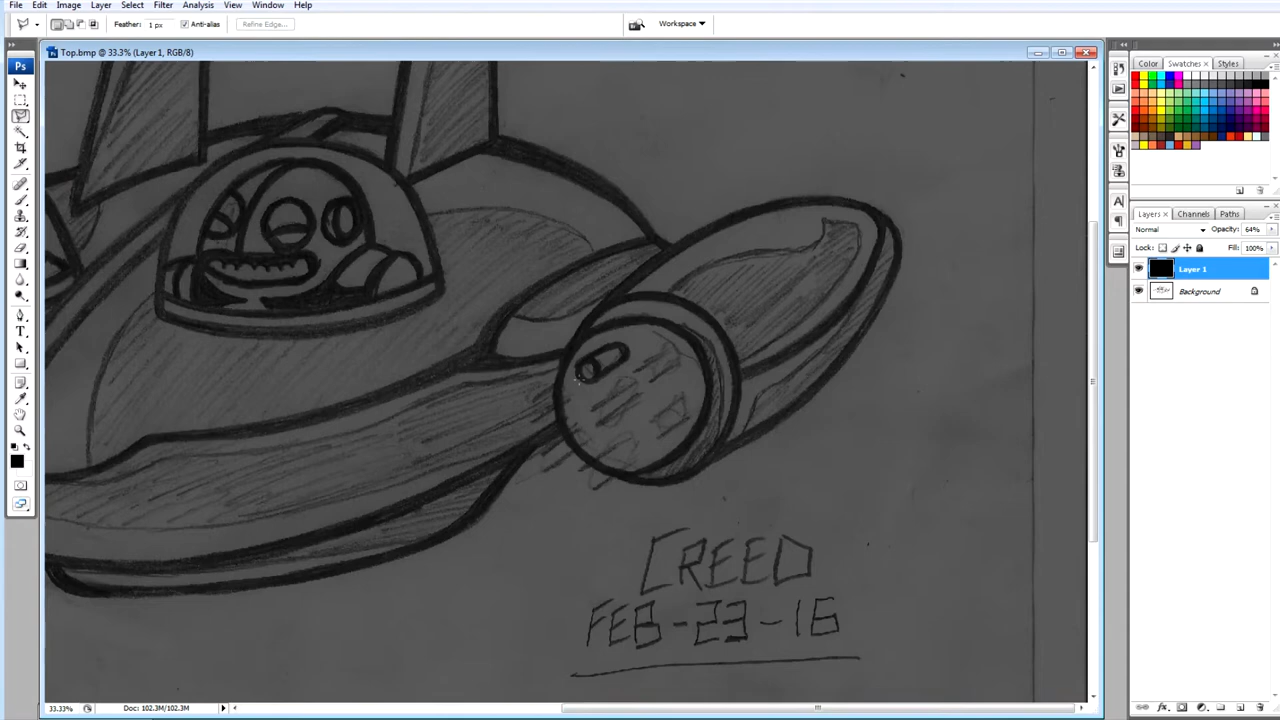 File Edit Image Layer Select Filter Analysis View Window Help
Feather: 1 px Anti-alias Refine Edge... Workspace
Top.bmp @ 33.3% (Layer 1, RGB/8)
Ps
Color Swatches Styles
Layers Channels Paths
Normal Opacity: 64%
Lock: Fill: 100%
Layer 1
Background
T
A
CREED
FEB-23-16
33.33% Doc: 102.3M/102.3M